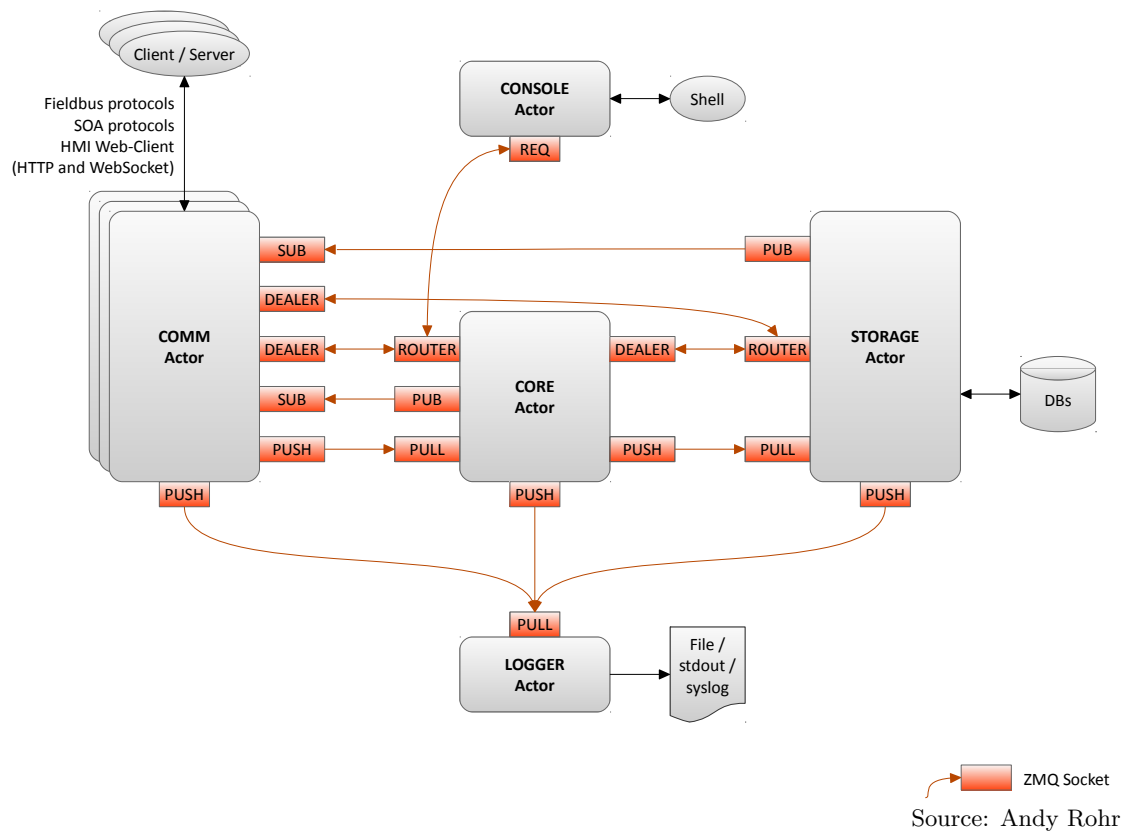 Client / Server
Fieldbus protocols
SOA protocols
HMI Web-Client
(HTTP and WebSocket)
CONSOLE
Actor
Shell
REQ
SUB
PUB
DEALER
COMM
Actor
DEALER
ROUTER
CORE
Actor
DEALER
ROUTER
STORAGE
Actor
DBs
SUB
PUB
PUSH
PULL
PUSH
PULL
PUSH
PUSH
PUSH
PULL
LOGGER
Actor
File /
stdout /
syslog
ZMQ Socket
Source: Andy Rohr